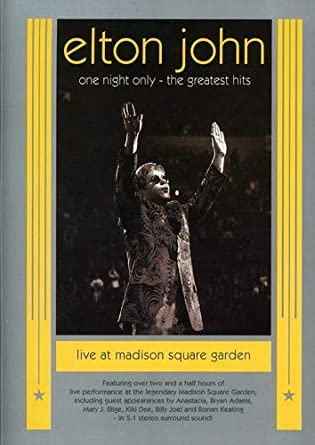 elton john
one night only - the greatest hits
live at madison square garden
Featuring over two and a half hours of
live performance at the legendary Madison Square Garden,
including guest appearances by Anastacia, Bryan Adams,
Mary J. Blige, Kiki Dee, Billy Joel and Ronan Keating
- in 5.1 stereo surround sound!